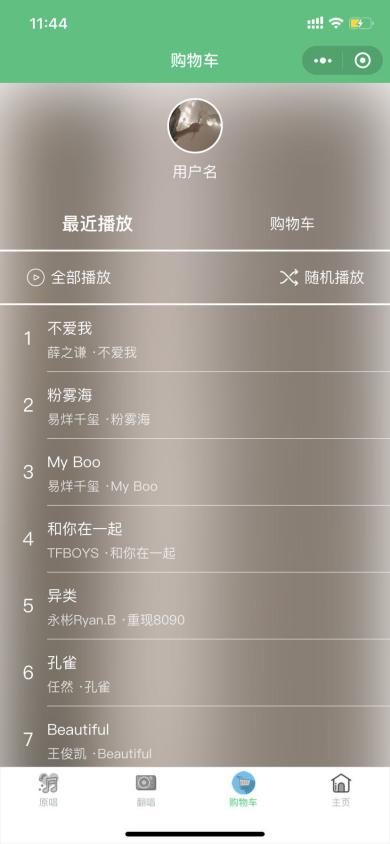 11:44
购物车
用户名
最近播放 购物车
全部播放 随机播放
1 不爱我
薛之谦 ·不爱我
2 粉雾海
易烊千玺 ·粉雾海
3 My Boo
易烊千玺 ·My Boo
4 和你在一起
TFBOYS ·和你在一起
5 异类
永彬Ryan.B ·重现8090
6 孔雀
任然 ·孔雀
7 Beautiful
王俊凯 ·Beautiful
原唱 翻唱 购物车 主页